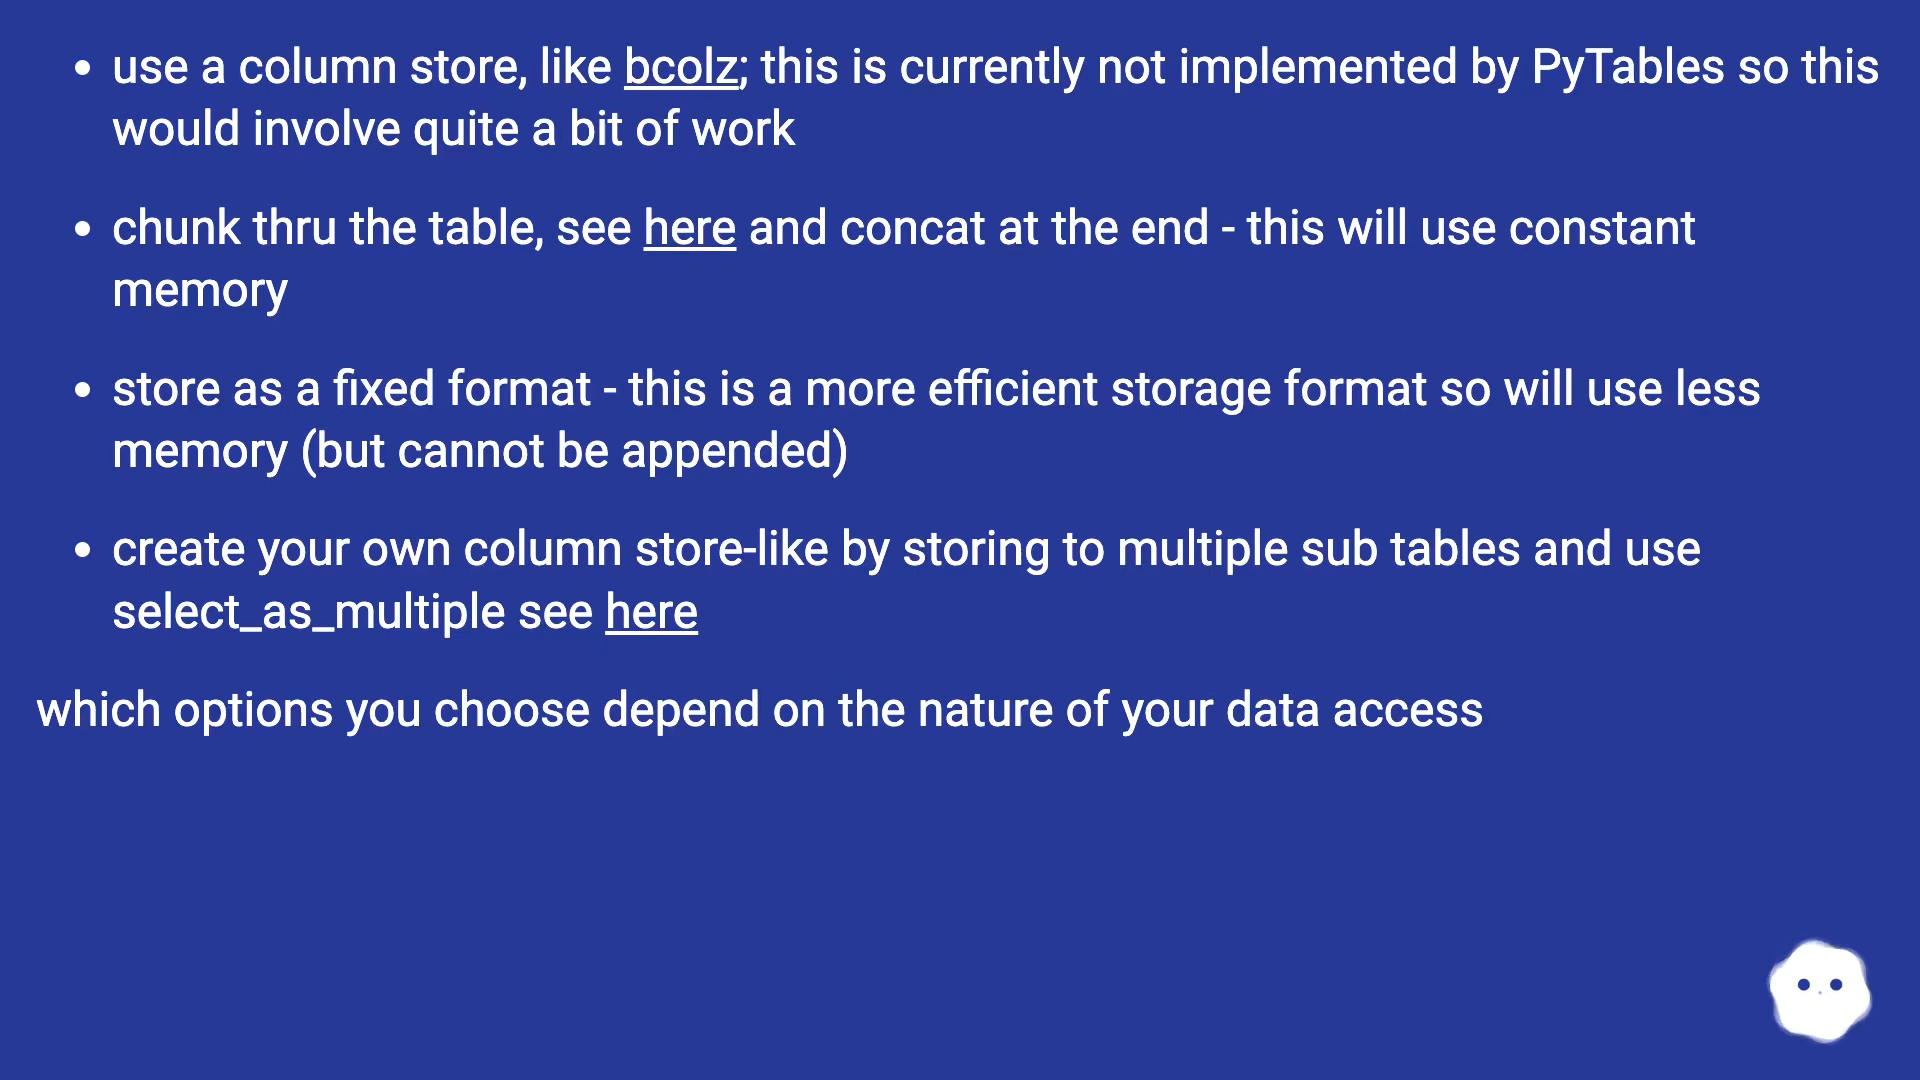 use a column store, like bcolz; this is currently not implemented by PyTables so this
would involve quite a bit of work
chunk thru the table, see here and concat at the end - this will use constant
memory
store as a fixed format - this is a more efficient storage format so will use less
memory (but cannot be appended)
create your own column store-like by storing to multiple sub tables and use
select_as_multiple see here
which options you choose depend on the nature of your data access